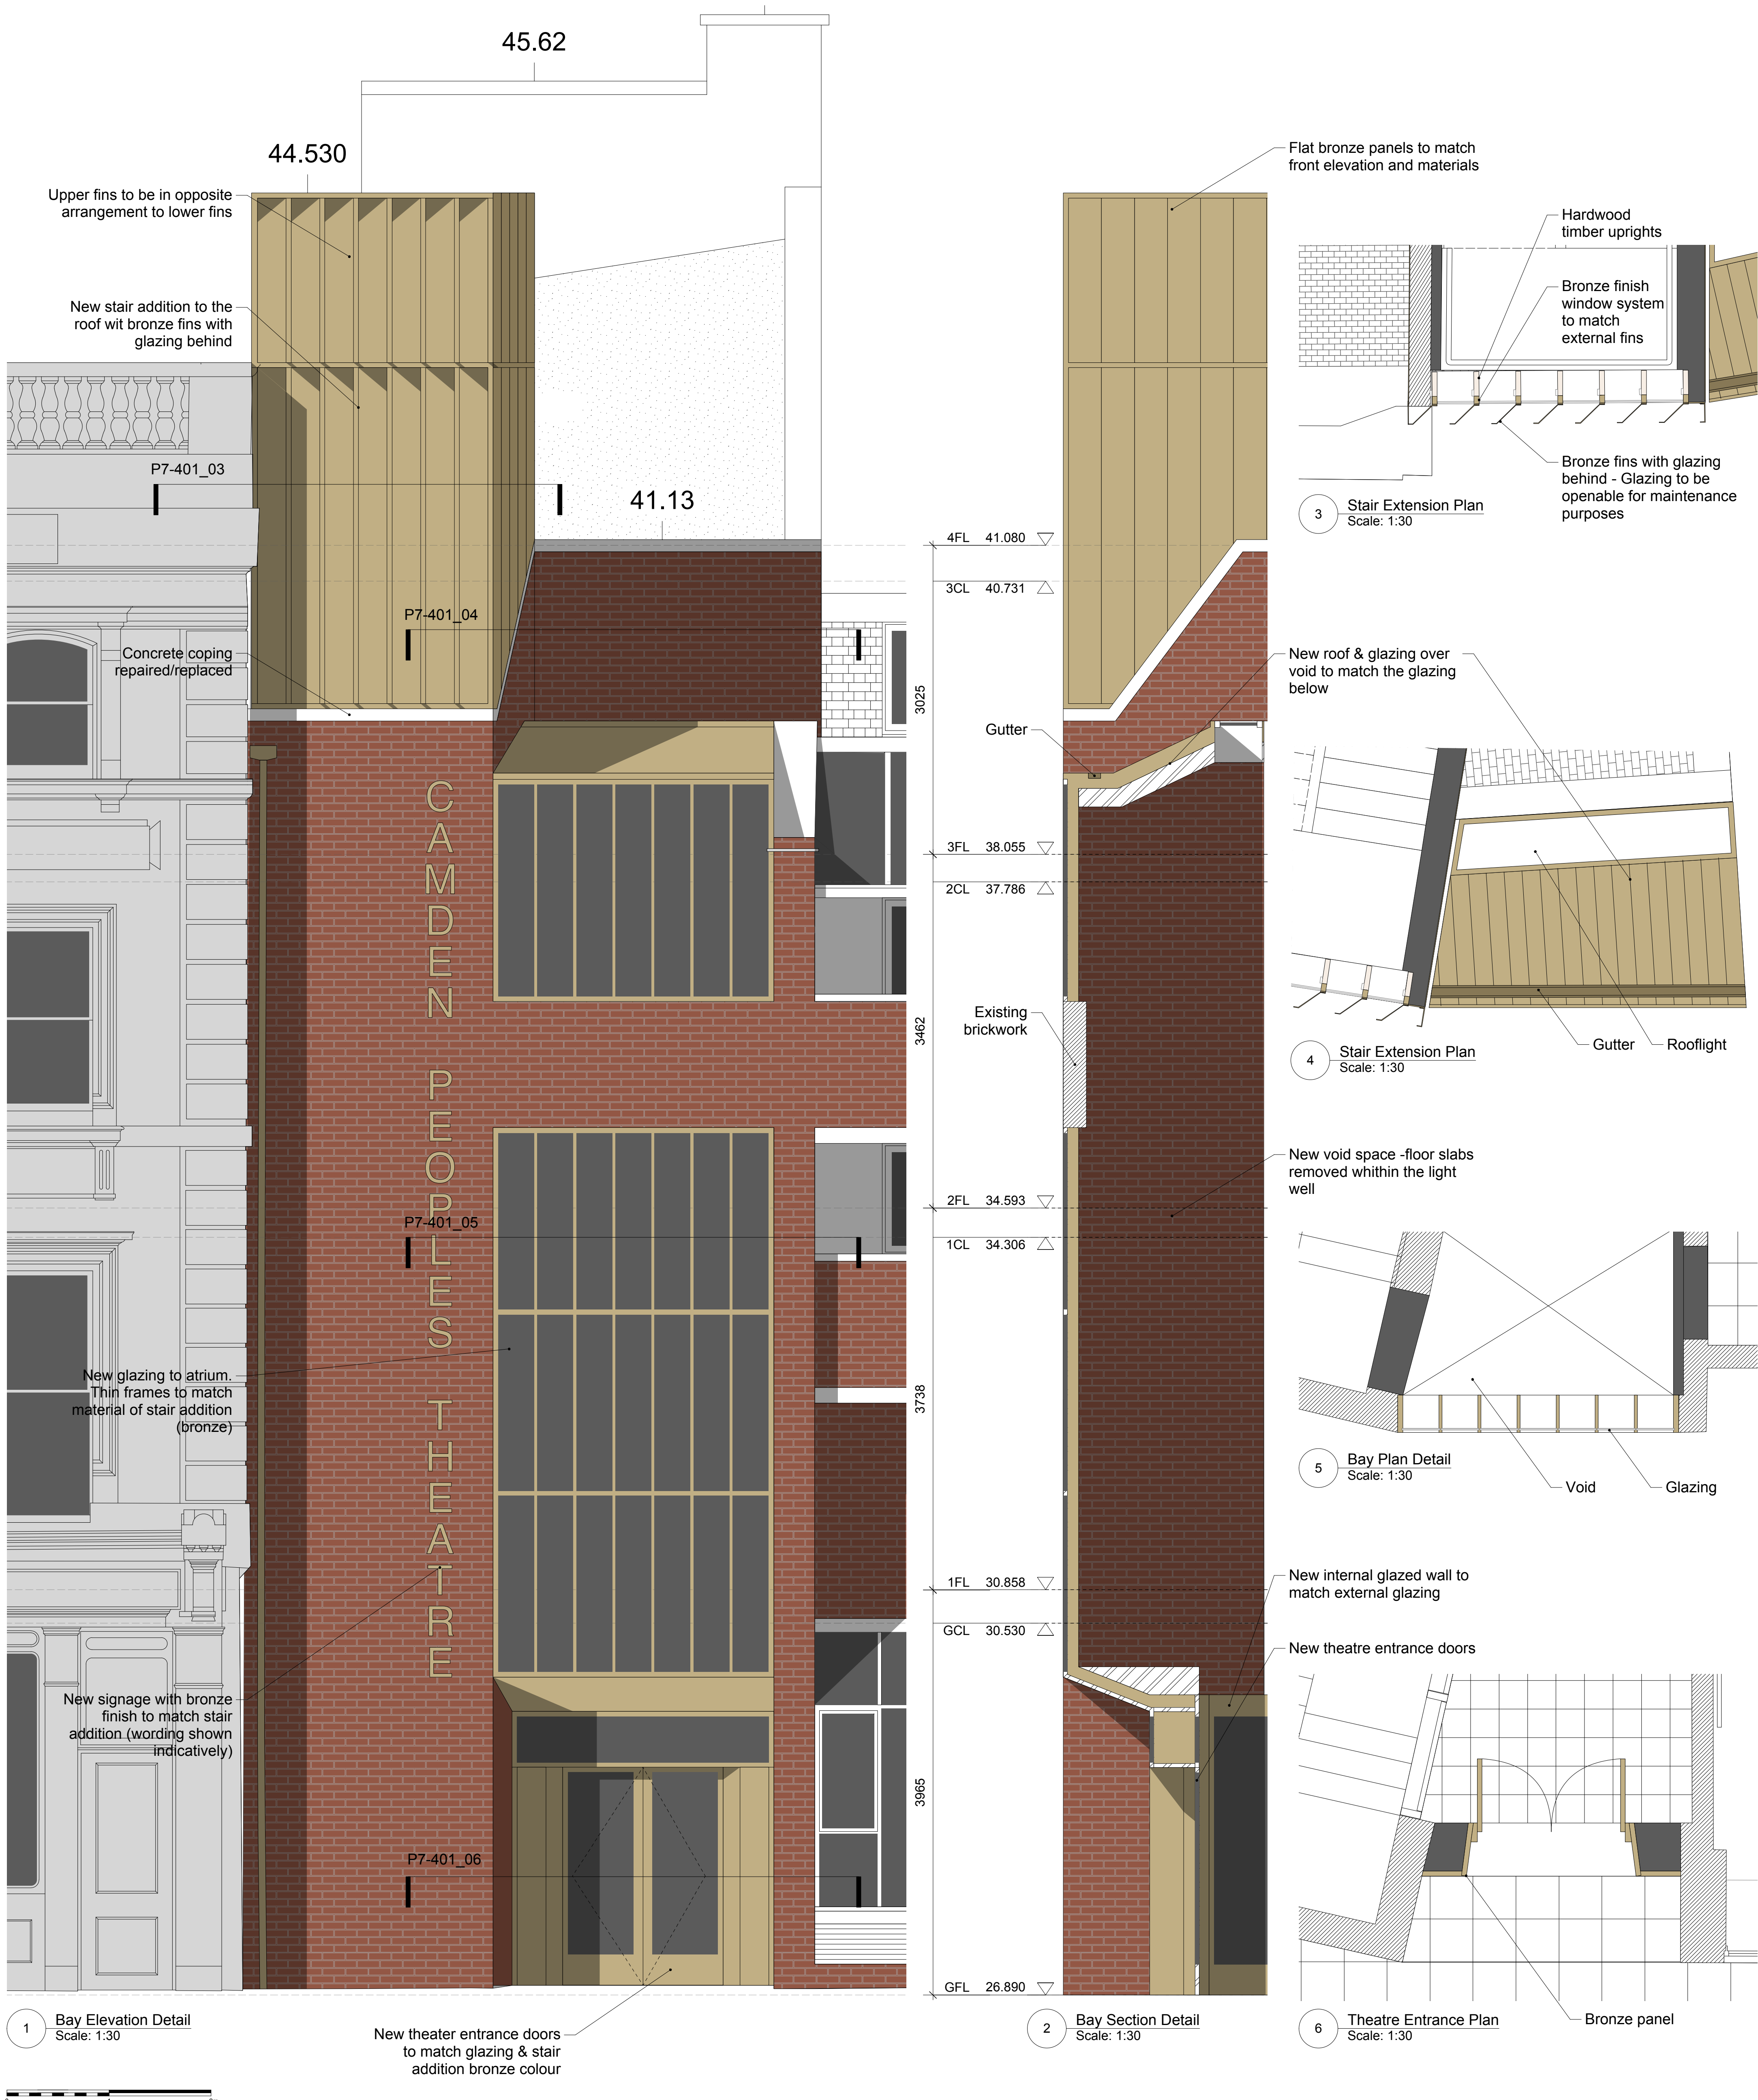 45.62
44.530
Upper fins to be in opposite
arrangement to lower fins
New stair addition to the
roof wit bronze fins with
glazing behind
P7-401_03
41.13
P7-401_04
Concrete coping
repaired/replaced
CAMDEN PEOPLES THEATRE
P7-401_05
New glazing to atrium.
Thin frames to match
material of stair addition
(bronze)
New signage with bronze
finish to match stair
addition (wording shown
indicatively)
P7-401_06
1
Bay Elevation Detail
Scale: 1:30
New theater entrance doors
to match glazing & stair
addition bronze colour
4FL 41.080
3CL 40.731
3025
3FL 38.055
2CL 37.786
3462
2FL 34.593
1CL 34.306
3738
1FL 30.858
GCL 30.530
3965
GFL 26.890
Flat bronze panels to match
front elevation and materials
New roof & glazing over
void to match the glazing
below
Gutter
Existing
brickwork
New void space -floor slabs
removed whithin the light
well
New internal glazed wall to
match external glazing
New theatre entrance doors
2
Bay Section Detail
Scale: 1:30
Hardwood
timber uprights
Bronze finish
window system
to match
external fins
Bronze fins with glazing
behind - Glazing to be
openable for maintenance
purposes
3
Stair Extension Plan
Scale: 1:30
Gutter
Rooflight
4
Stair Extension Plan
Scale: 1:30
5
Bay Plan Detail
Scale: 1:30
Void
Glazing
6
Theatre Entrance Plan
Scale: 1:30
Bronze panel